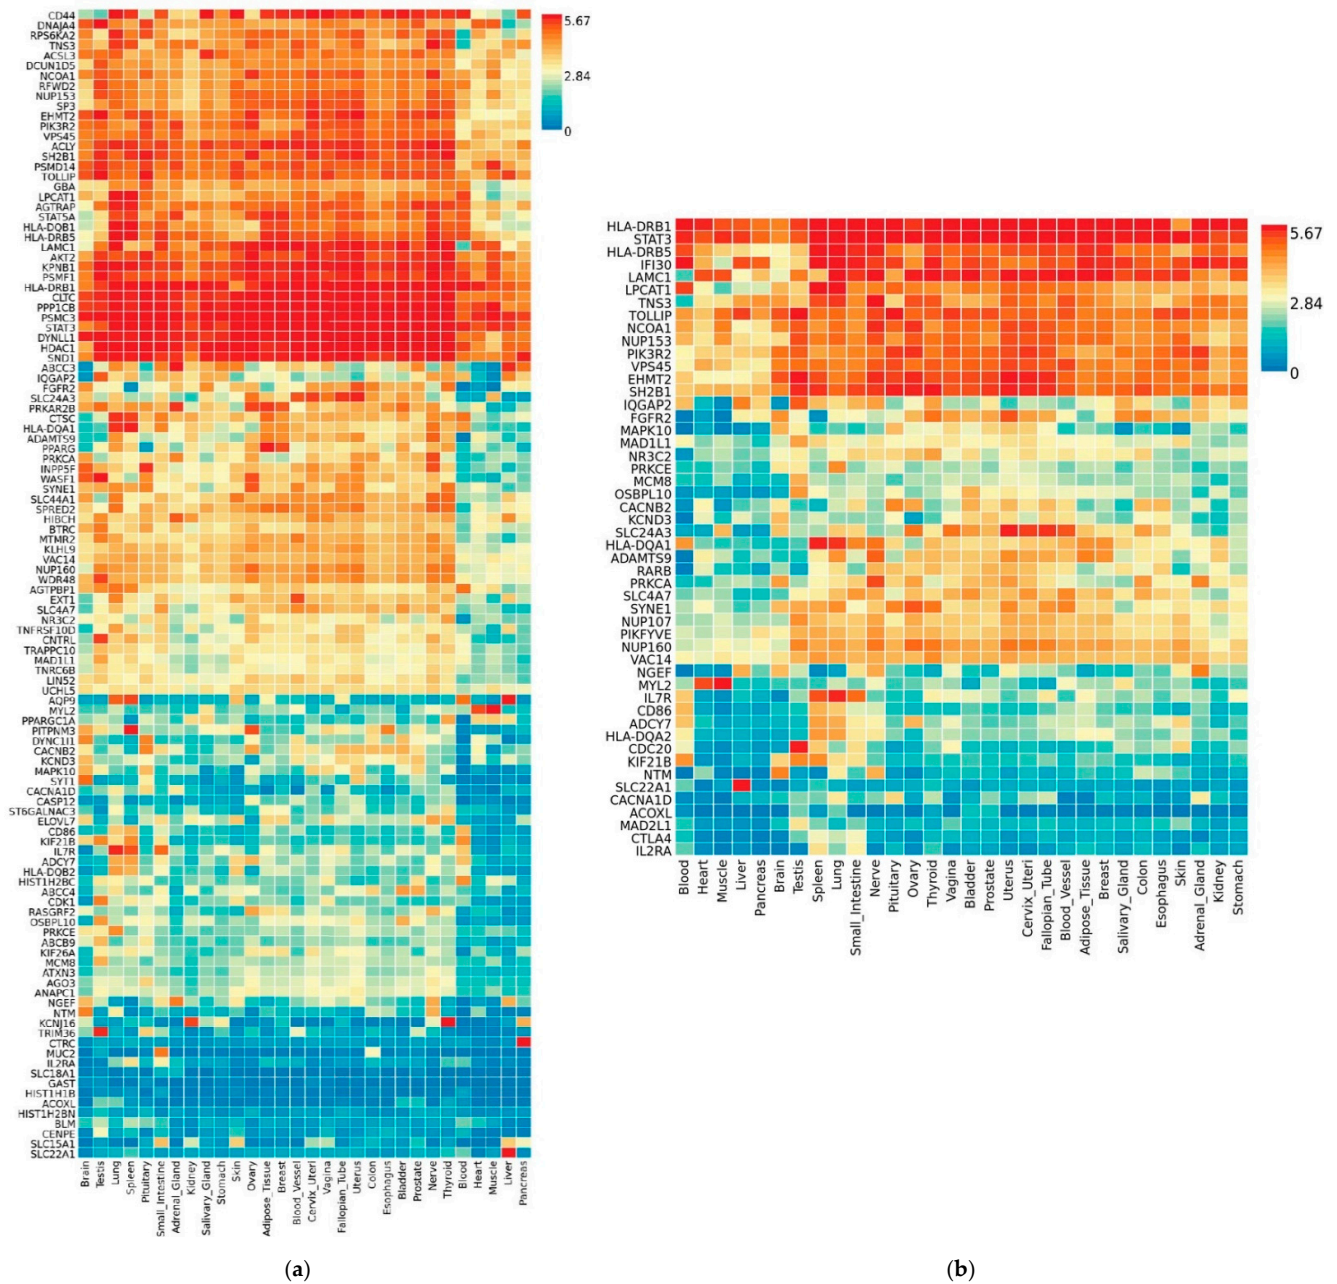 CD44
DNAJA4
RPS6KA2
TNS3
ACSL3
DCUN1D5
NCOA1
RFWD2
NUP153
SP3
EHMT2
PIK3R2
VPS45
ACLY
SH2B1
PSMD14
TOLLIP
GBA
LPCAT1
AGTRAP
STAT5A
HLA-DQB1
HLA-DRB5
LAMC1
AKT2
KPNB1
PSMF1
HLA-DRB1
CLTC
PPP1CB
PSMC3
STAT3
DYNLL1
HDAC1
SND1
ABCC3
IQGAP2
FGFR2
SLC24A3
PRKAR2B
CTSC
HLA-DQA1
ADAMTS9
PPARG
PRKCA
INPP5F
WASF1
SYNE1
SLC44A1
SPRED2
HIBCH
BTRC
MTMR2
KLHL9
VAC14
NUP160
WDR48
AGTPBP1
EXT1
SLC4A7
NR3C2
TNFRSF10D
CNTRL
TRAPPC10
MAD1L1
TNRC6B
LIN52
UCHL5
AQP9
MYL2
PPARGC1A
PITPNM3
DYNC1I1
CACNB2
KCND3
MAPK10
SYT1
CACNA1D
CASP12
ST6GALNAC3
ELOVL7
CD86
KIF21B
IL7R
ADCY7
HLA-DQB2
HIST1H2BC
ABCC4
CDK1
RASGRF2
OSBPL10
PRKCE
ABCB9
KIF26A
MCM8
ATXN3
AGO3
ANAPC1
NGEF
NTM
KCNJ16
TRIM36
CTRC
MUC2
IL2RA
SLC18A1
GAST
HIST1H1B
ACOXL
HIST1H2BN
BLM
CENPE
SLC15A1
SLC22A1
Brain
Testis
Lung
Spleen
Pituitary
Small_Intestine
Adrenal_Gland
Kidney
Salivary_Gland
Stomach
Skin
Ovary
Adipose_Tissue
Breast
Blood_Vessel
Cervix_Uteri
Vagina
Fallopian_Tube
Uterus
Colon
Esophagus
Bladder
Prostate
Nerve
Thyroid
Blood
Heart
Muscle
Liver
Pancreas
5.67
2.84
0
(a)
HLA-DRB1
STAT3
HLA-DRB5
IFI30
LAMC1
LPCAT1
TNS3
TOLLIP
NCOA1
NUP153
PIK3R2
VPS45
EHMT2
SH2B1
IQGAP2
FGFR2
MAPK10
MAD1L1
NR3C2
PRKCE
MCM8
OSBPL10
CACNB2
KCND3
SLC24A3
HLA-DQA1
ADAMTS9
RARB
PRKCA
SLC4A7
SYNE1
NUP107
PIKFYVE
NUP160
VAC14
NGEF
MYL2
IL7R
CD86
ADCY7
HLA-DQA2
CDC20
KIF21B
NTM
SLC22A1
CACNA1D
ACOXL
MAD2L1
CTLA4
IL2RA
Blood
Heart
Muscle
Liver
Pancreas
Brain
Testis
Spleen
Lung
Small_Intestine
Nerve
Pituitary
Ovary
Thyroid
Vagina
Bladder
Prostate
Uterus
Cervix_Uteri
Fallopian_Tube
Blood_Vessel
Adipose_Tissue
Breast
Salivary_Gland
Colon
Esophagus
Skin
Adrenal_Gland
Kidney
Stomach
5.67
2.84
0
(b)